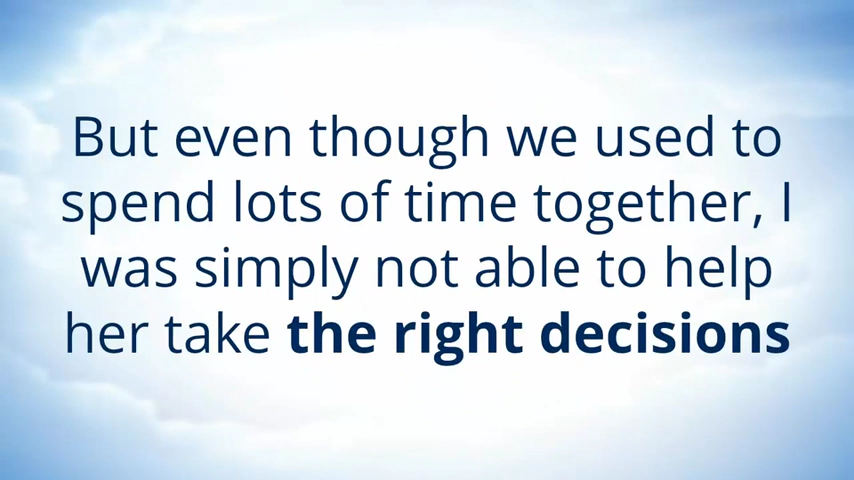 But even though we used to
spend lots of time together, I
was simply not able to help
her take the right decisions